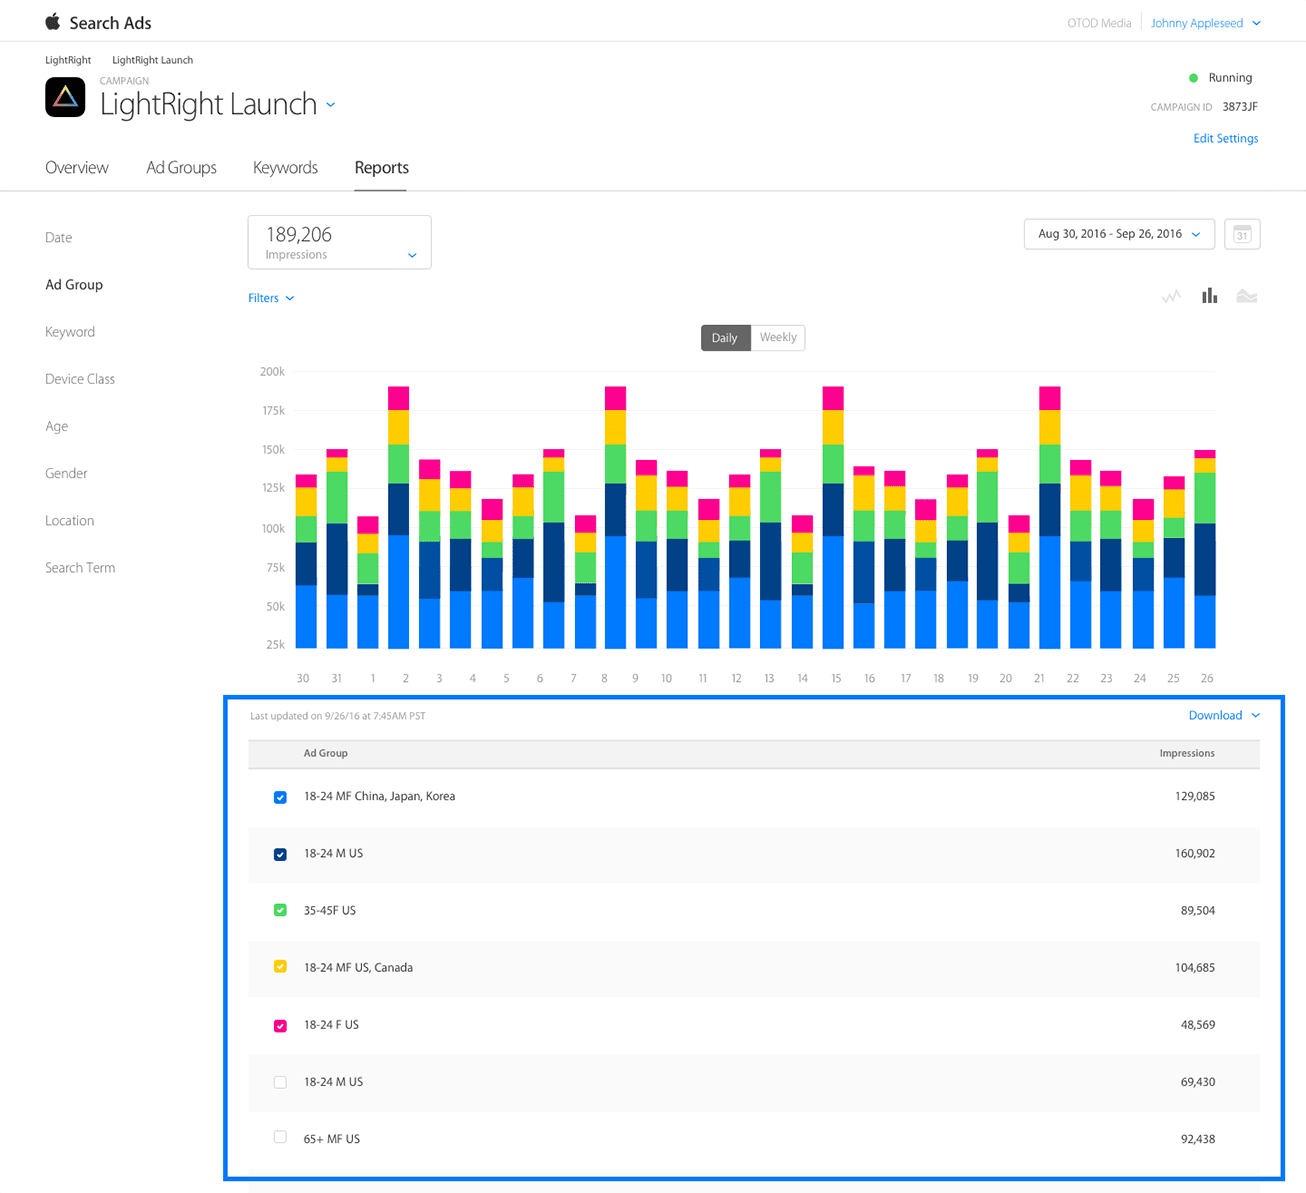 Search Ads
OTOD Media Johnny Appleseed
LightRight LightRight Launch
CAMPAIGN
LightRight Launch
Running
CAMPAIGN ID 3873JF
Edit Settings
Overview Ad Groups Keywords Reports
Date
Ad Group
Keyword
Device Class
Age
Gender
Location
Search Term
189,206
Impressions
Aug 30, 2016 - Sep 26, 2016
31
Filters
Daily Weekly
200k
175k
150k
125k
100k
75k
50k
25k
30 31 1 2 3 4 5 6 7 8 9 10 11 12 13 14 15 16 17 18 19 20 21 22 23 24 25 26
Last updated on 9/26/16 at 7:45AM PST
Download
Ad Group Impressions
18-24 MF China, Japan, Korea 129,085
18-24 M US 160,902
35-45F US 89,504
18-24 MF US, Canada 104,685
18-24 F US 48,569
18-24 M US 69,430
65+ MF US 92,438